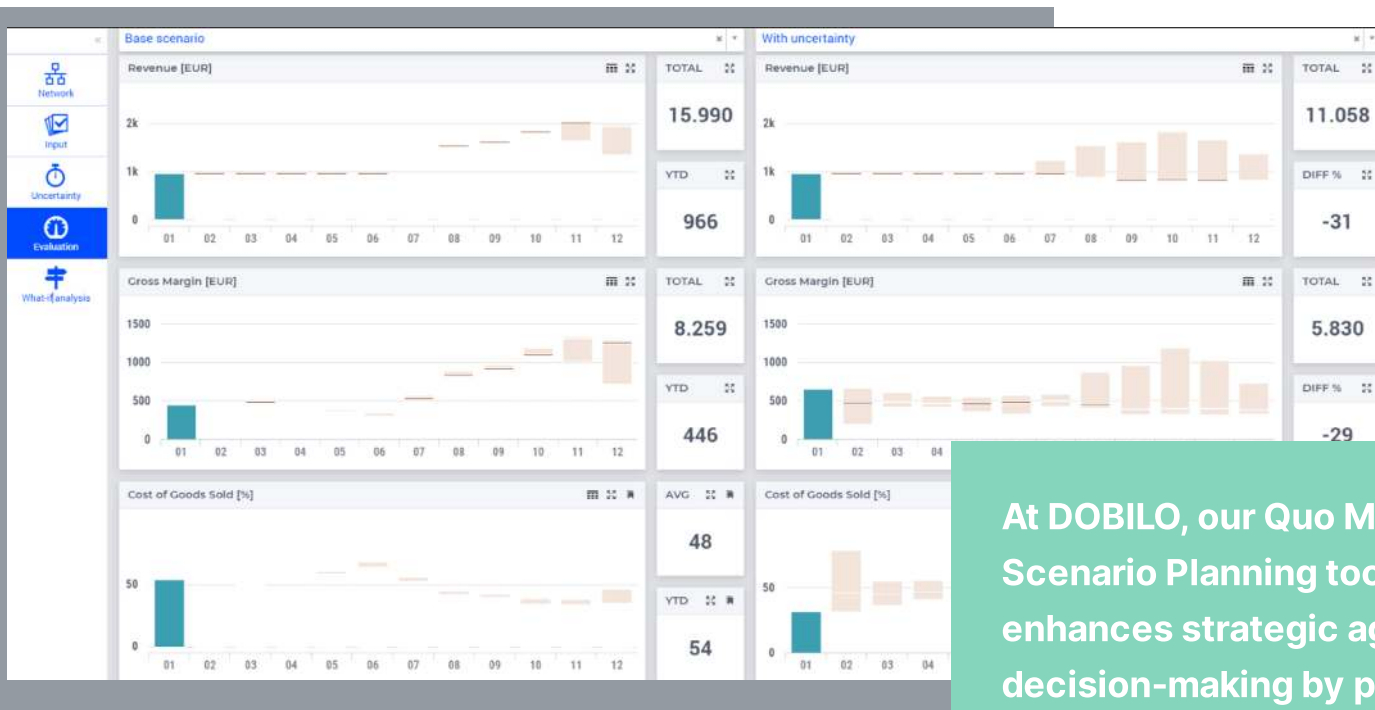 Base scenario
With uncertainty
Network
Input
Uncertainty
Evaluation
What-if analysis
Revenue [EUR]
2k
1k
0
01 02 03 04 05 06 07 08 09 10 11 12
TOTAL
15.990
YTD
966
Revenue [EUR]
2k
1k
0
01 02 03 04 05 06 07 08 09 10 11 12
TOTAL
11.058
DIFF %
-31
Gross Margin [EUR]
1500
1000
500
0
01 02 03 04 05 06 07 08 09 10 11 12
TOTAL
8.259
YTD
446
Gross Margin [EUR]
1500
1000
500
0
01 02 03 04
TOTAL
5.830
DIFF %
-29
Cost of Goods Sold [%]
50
0
01 02 03 04 05 06 07 08 09 10 11 12
AVG
48
YTD
54
Cost of Goods Sold [%]
50
0
01 02 03 04
At DOBILO, our Quo M
Scenario Planning
enhances strategic
decision-making by